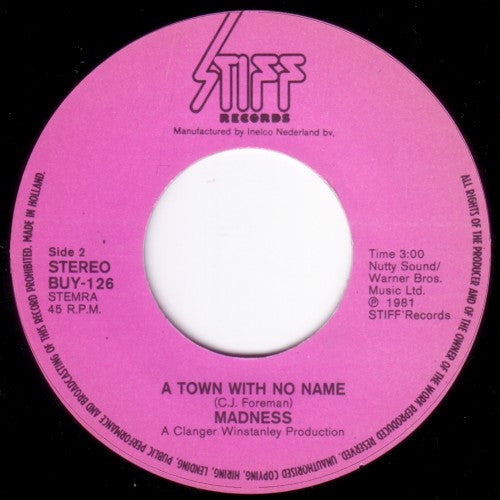 STIFF
RECORDS
Manufactured by Inelco Nederland bv.
Side 2
STEREO
BUY-126
STEMRA
45 R.P.M.
Time 3:00
Nutty Sound/
Warner Bros.
Music Ltd.
℗ 1981
STIFF'Records
A TOWN WITH NO NAME
(C.J. Foreman)
MADNESS
A Clanger Winstanley Production
ALL RIGHTS OF THE PRODUCER AND OF THE OWNER OF THE WORK REPRODUCED RESERVED. UNAUTHORISED COPYING, HIRING, LENDING, PUBLIC PERFORMANCE AND BROADCASTING OF THIS RECORD PROHIBITED. MADE IN HOLLAND.